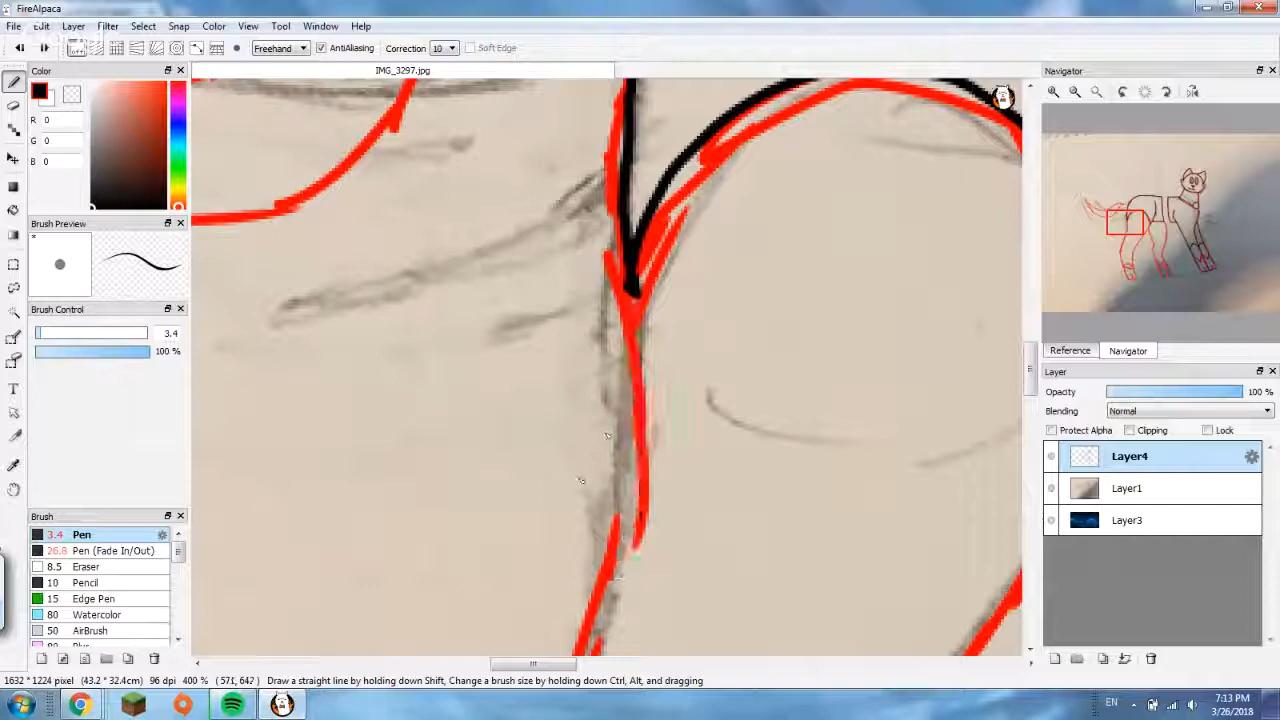 FireAlpaca
File Edit Layer Filter Select Snap Color View Tool Window Help
Freehand AntiAliasing Correction 10 Soft Edge
Color
IMG_3297.jpg
Navigator
R 0
G 0
B 0
Brush Preview
Brush Control
3.4
100 %
Reference Navigator
Layer
Opacity 100 %
Blending Normal
Protect Alpha Clipping Lock
Layer4
Layer1
Layer3
Brush
3.4 Pen
26.8 Pen (Fade In/Out)
8.5 Eraser
10 Pencil
15 Edge Pen
80 Watercolor
50 AirBrush
1632 * 1224 pixel (43.2 * 32.4cm) 96 dpi 400 % (571, 647) Draw a straight line by holding down Shift, Change a brush size by holding down Ctrl, Alt, and dragging
EN
7:13 PM
3/26/2018